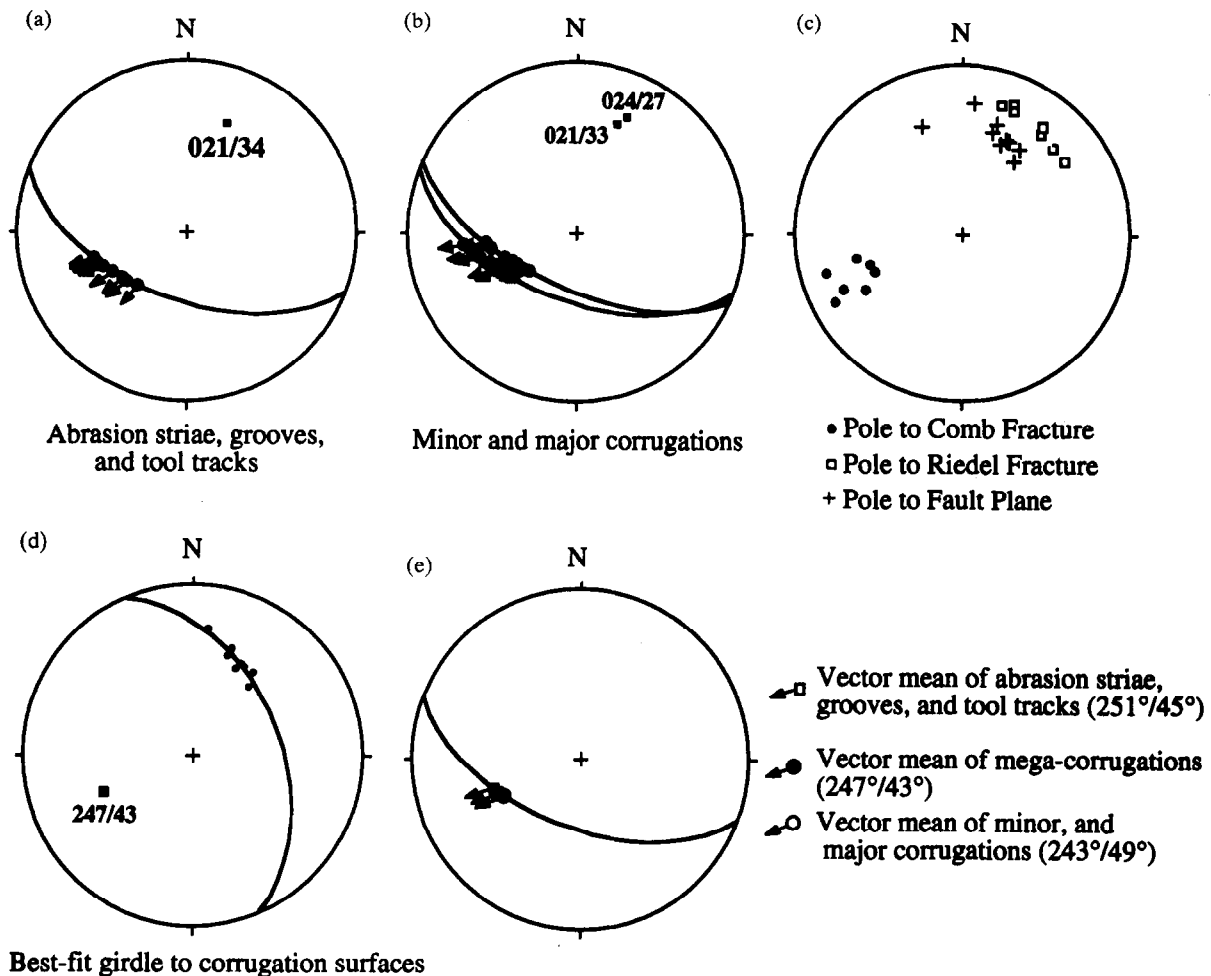 (a)
N
021/34
Abrasion striae, grooves,
and tool tracks
(b)
N
024/27
021/33
Minor and major corrugations
(c)
N
Pole to Comb Fracture
Pole to Riedel Fracture
Pole to Fault Plane
(d)
N
247/43
Best-fit girdle to corrugation surfaces
(e)
N
Vector mean of abrasion striae,
grooves, and tool tracks (251°/45°)
Vector mean of mega-corrugations
(247°/43°)
Vector mean of minor, and
major corrugations (243°/49°)